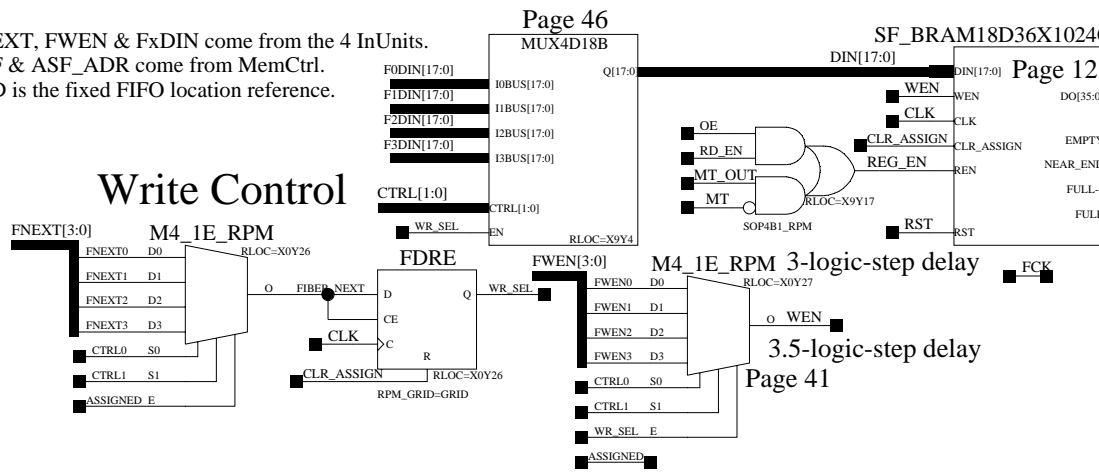 Page 46
MUX4D18B
SF_BRAM18D36X1024
EXT, FWEN & FxDIN come from the 4 InUnits.
F & ASF_ADR come from MemCtrl.
D is the fixed FIFO location reference.
F0DIN[17:0]
I0BUS[17:0]
F1DIN[17:0]
I1BUS[17:0]
F2DIN[17:0]
I2BUS[17:0]
F3DIN[17:0]
I3BUS[17:0]
Q[17:0]
CTRL[1:0]
CTRL[1:0]
WR_SEL
EN
RLOC=X9Y4
DIN[17:0]
DIN[17:0]
Page 12
WEN
WEN
DO[35:0
CLK
CLK
CLR_ASSIGN
CLR_ASSIGN
EMPTY
REG_EN
REN
NEAR_END
FULL-
FULL
RST
RST
OE
RD_EN
MT_OUT
MT
RLOC=X9Y17
SOP4B1_RPM
FCK
Write Control
FNEXT[3:0]
M4_1E_RPM
RLOC=X0Y26
FNEXT0 D0
FNEXT1 D1
FNEXT2 D2
FNEXT3 D3
CTRL0 S0
CTRL1 S1
ASSIGNED E
O
FIBER_NEXT
FDRE
D
Q
WR_SEL
CE
CLK
C
R
CLR_ASSIGN
RLOC=X0Y26
RPM_GRID=GRID
FWEN[3:0]
M4_1E_RPM
3-logic-step delay
RLOC=X0Y27
FWEN0 D0
FWEN1 D1
FWEN2 D2
FWEN3 D3
O
WEN
3.5-logic-step delay
Page 41
CTRL0 S0
CTRL1 S1
WR_SEL E
ASSIGNED